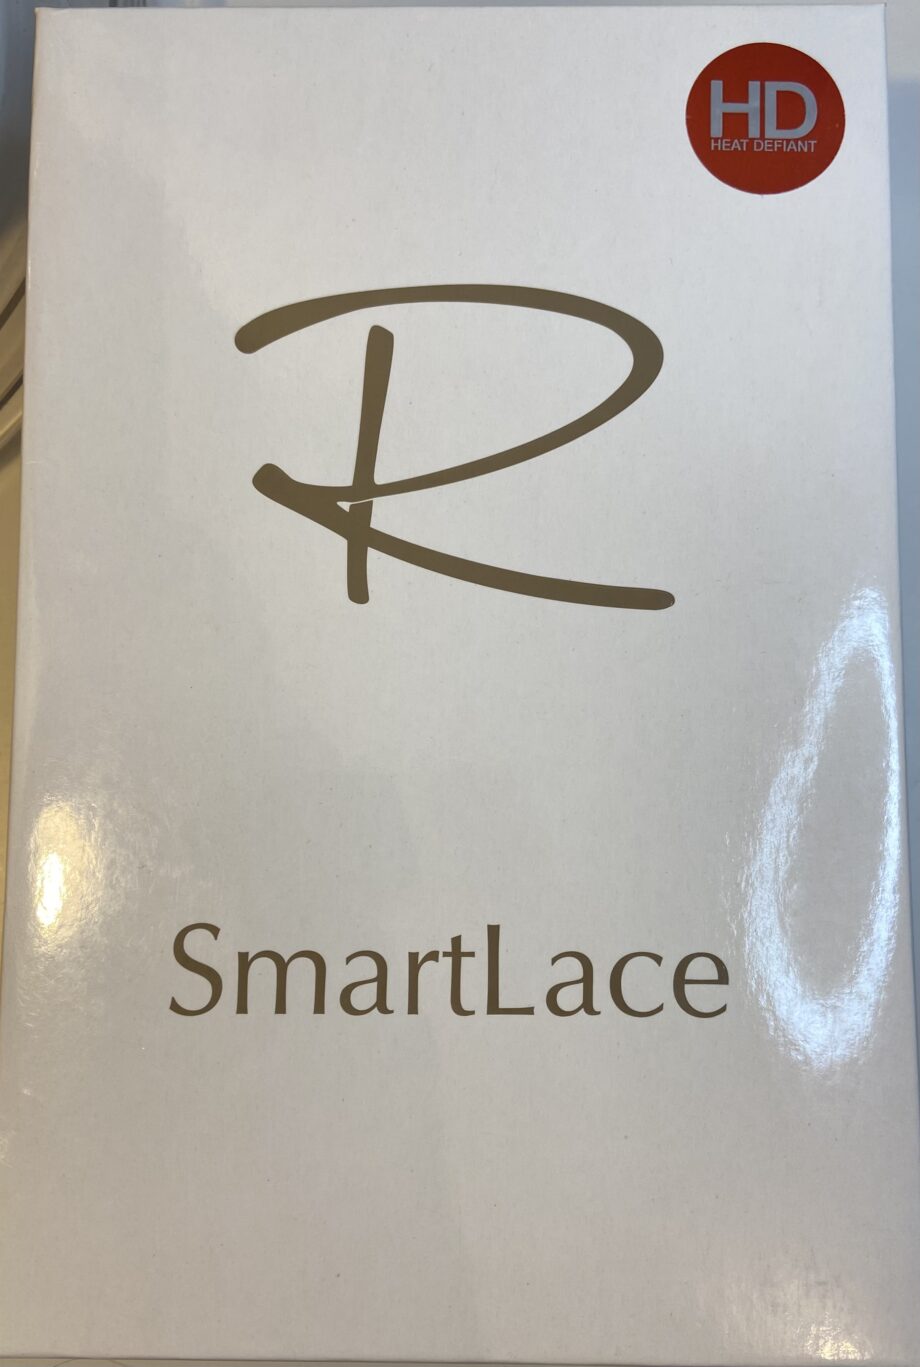 HD
HEAT DEFIANT
R
SmartLace